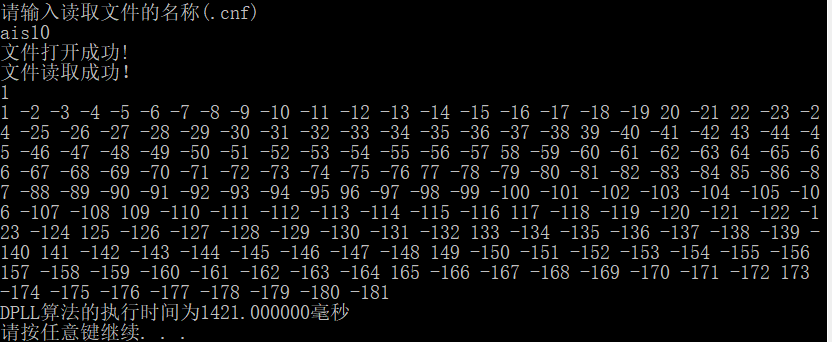 请输入读取文件的名称(.cnf)
ais10
文件打开成功!
文件读取成功!
1
1 -2 -3 -4 -5 -6 -7 -8 -9 -10 -11 -12 -13 -14 -15 -16 -17 -18 -19 20 -21 22 -23 -2
4 -25 -26 -27 -28 -29 -30 -31 -32 -33 -34 -35 -36 -37 -38 39 -40 -41 -42 43 -44 -4
5 -46 -47 -48 -49 -50 -51 -52 -53 -54 -55 -56 -57 58 -59 -60 -61 -62 -63 64 -65 -6
6 -67 -68 -69 -70 -71 -72 -73 -74 -75 -76 77 -78 -79 -80 -81 -82 -83 -84 85 -86 -8
7 -88 -89 -90 -91 -92 -93 -94 -95 96 -97 -98 -99 -100 -101 -102 -103 -104 -105 -10
6 -107 -108 109 -110 -111 -112 -113 -114 -115 -116 117 -118 -119 -120 -121 -122 -1
23 -124 125 -126 -127 -128 -129 -130 -131 -132 133 -134 -135 -136 -137 -138 -139 -
140 141 -142 -143 -144 -145 -146 -147 -148 149 -150 -151 -152 -153 -154 -155 -156
157 -158 -159 -160 -161 -162 -163 -164 165 -166 -167 -168 -169 -170 -171 -172 173
-174 -175 -176 -177 -178 -179 -180 -181
DPLL算法的执行时间为1421.000000毫秒
请按任意键继续. . .